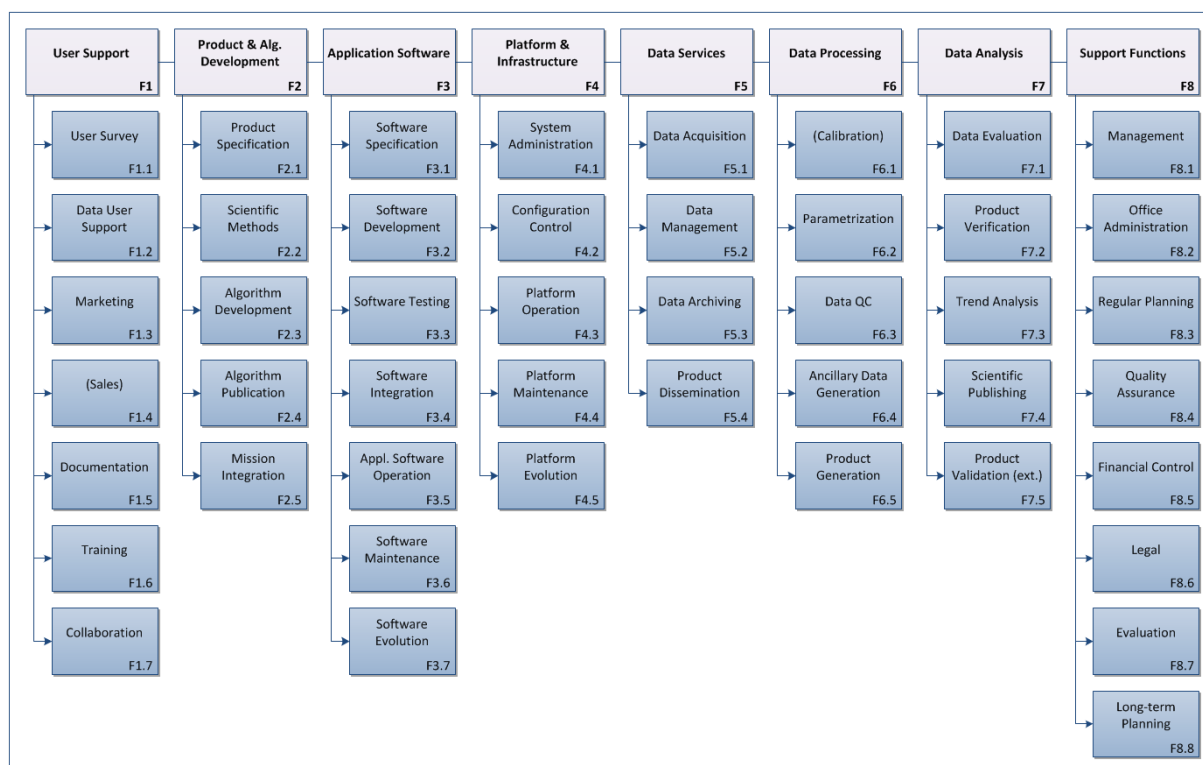 User Support
F1
Product & Alg.
Development
F2
Application Software
F3
Platform &
Infrastructure
F4
Data Services
F5
Data Processing
F6
Data Analysis
F7
Support Functions
F8
User Survey
F1.1
Data User
Support
F1.2
Marketing
F1.3
(Sales)
F1.4
Documentation
F1.5
Training
F1.6
Collaboration
F1.7
Product
Specification
F2.1
Scientific
Methods
F2.2
Algorithm
Development
F2.3
Algorithm
Publication
F2.4
Mission
Integration
F2.5
Software
Specification
F3.1
Software
Development
F3.2
Software Testing
F3.3
Software
Integration
F3.4
Appl. Software
Operation
F3.5
Software
Maintenance
F3.6
Software
Evolution
F3.7
System
Administration
F4.1
Configuration
Control
F4.2
Platform
Operation
F4.3
Platform
Maintenance
F4.4
Platform
Evolution
F4.5
Data Acquisition
F5.1
Data
Management
F5.2
Data Archiving
F5.3
Product
Dissemination
F5.4
(Calibration)
F6.1
Parametrization
F6.2
Data QC
F6.3
Ancillary Data
Generation
F6.4
Product
Generation
F6.5
Data Evaluation
F7.1
Product
Verification
F7.2
Trend Analysis
F7.3
Scientific
Publishing
F7.4
Product
Validation (ext.)
F7.5
Management
F8.1
Office
Administration
F8.2
Regular Planning
F8.3
Quality
Assurance
F8.4
Financial Control
F8.5
Legal
F8.6
Evaluation
F8.7
Long-term
Planning
F8.8